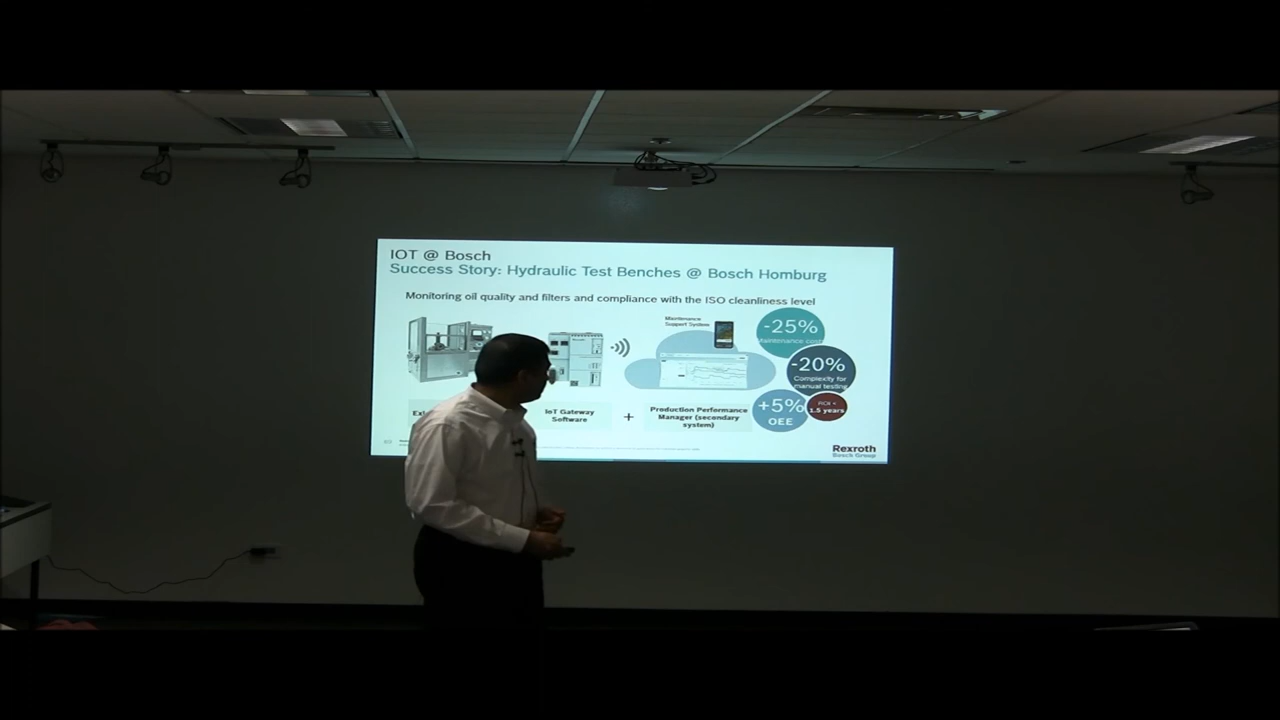 IOT @ Bosch
Success Story: Hydraulic Test Benches @ Bosch Homburg
Monitoring oil quality and filters and compliance with the ISO cleanliness level
Maintenance
Support System
-25%
Maintenance costs
-20%
Complexity for
manual testing
+5%
OEE
1.5 years
IoT Gateway
Software
+
Production Performance
Manager (secondary
system)
Rexroth
Bosch Group